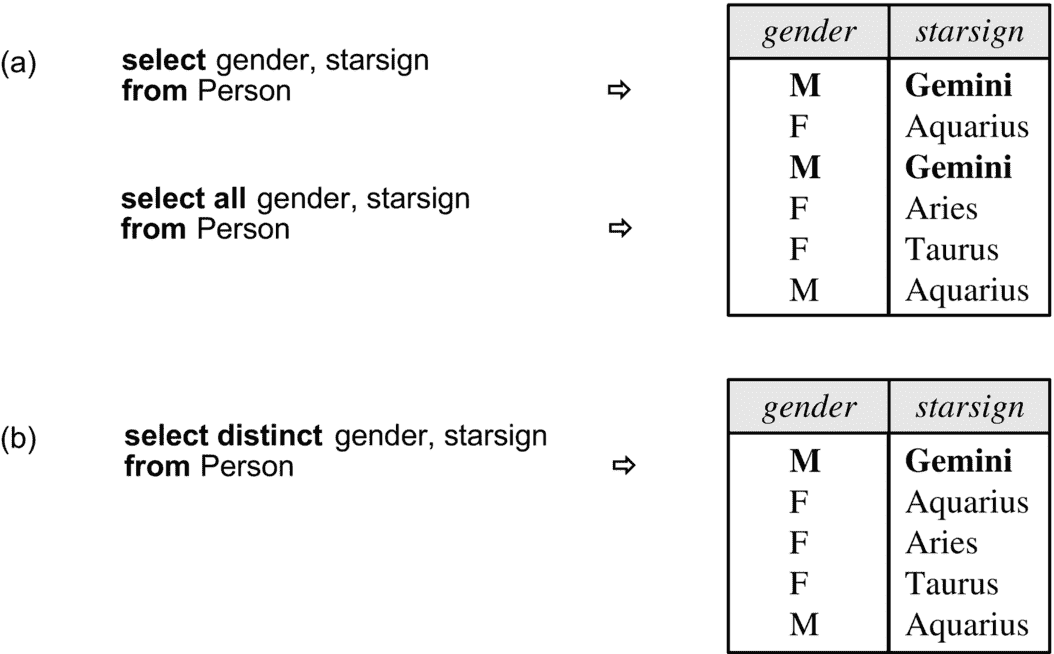 (a) select gender, starsign
from Person ⇨
select all gender, starsign
from Person ⇨
gender starsign
M Gemini
F Aquarius
M Gemini
F Aries
F Taurus
M Aquarius
(b) select distinct gender, starsign
from Person ⇨
gender starsign
M Gemini
F Aquarius
F Aries
F Taurus
M Aquarius